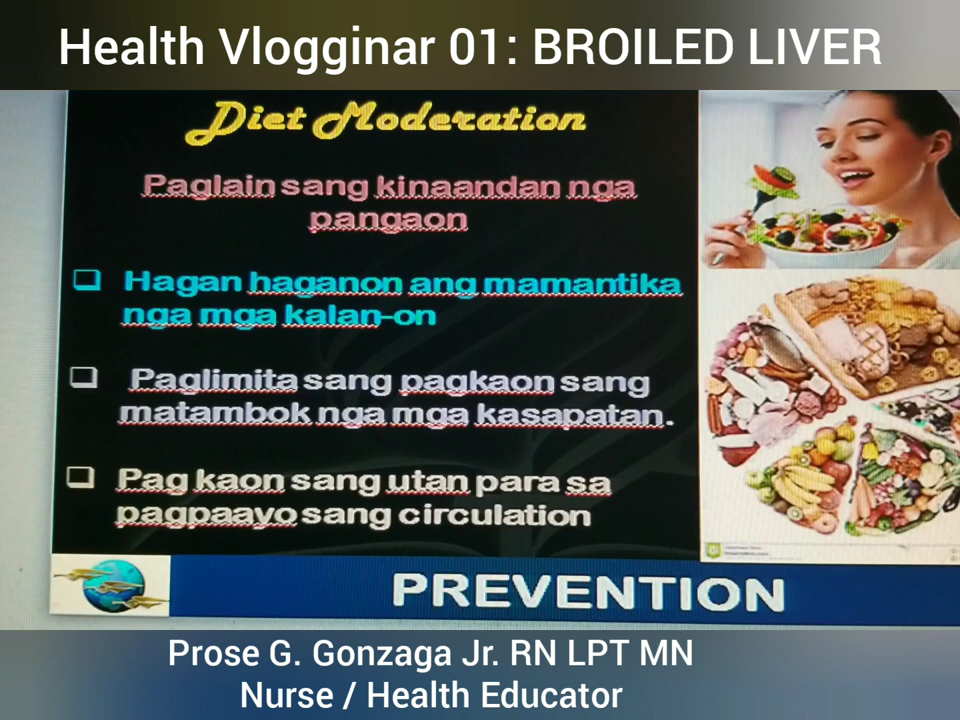 Health Vlogginar 01: BROILED LIVER
Diet Moderation
Paglain sang kinaandan nga
pangaon
Hagan haganon ang mamantika
nga mga kalan-on
Paglimita sang pagkaon sang
matambok nga mga kasapatan.
Pag kaon sang utan para sa
pagpaayo sang circulation
PREVENTION
Prose G. Gonzaga Jr. RN LPT MN
Nurse / Health Educator